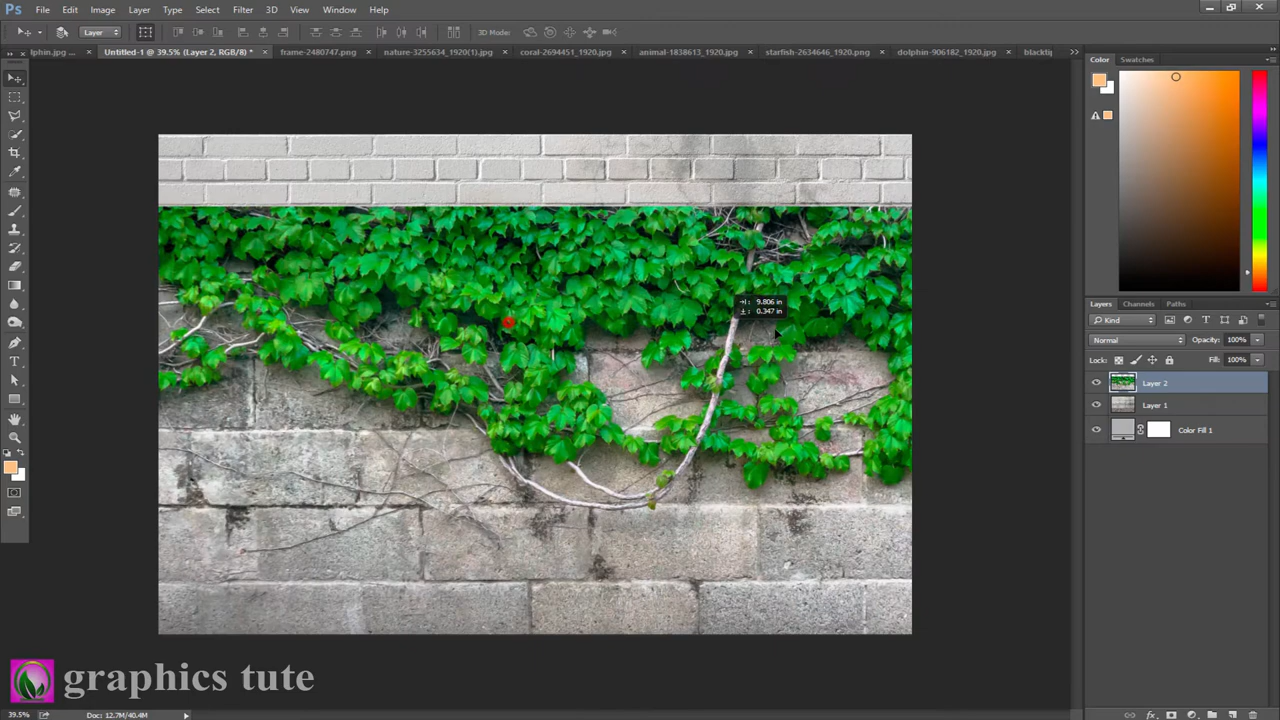 Ps File Edit Image Layer Type Select Filter 3D View Window Help
Layer 3D Mode:
lphin.jpg ... × Untitled-1 @ 39.5% (Layer 2, RGB/8) * × frame-2480747.png × nature-3255634_1920(1).jpg × coral-2694451_1920.jpg × animal-1838613_1920.jpg × starfish-2634646_1920.png × dolphin-906182_1920.jpg × blacktip
Color Swatches
9.806 in
0.347 in
Layers Channels Paths
Kind
Normal Opacity: 100%
Lock: Fill: 100%
Layer 2
Layer 1
Color Fill 1
graphics tute
39.5% Doc: 12.7M/40.4M